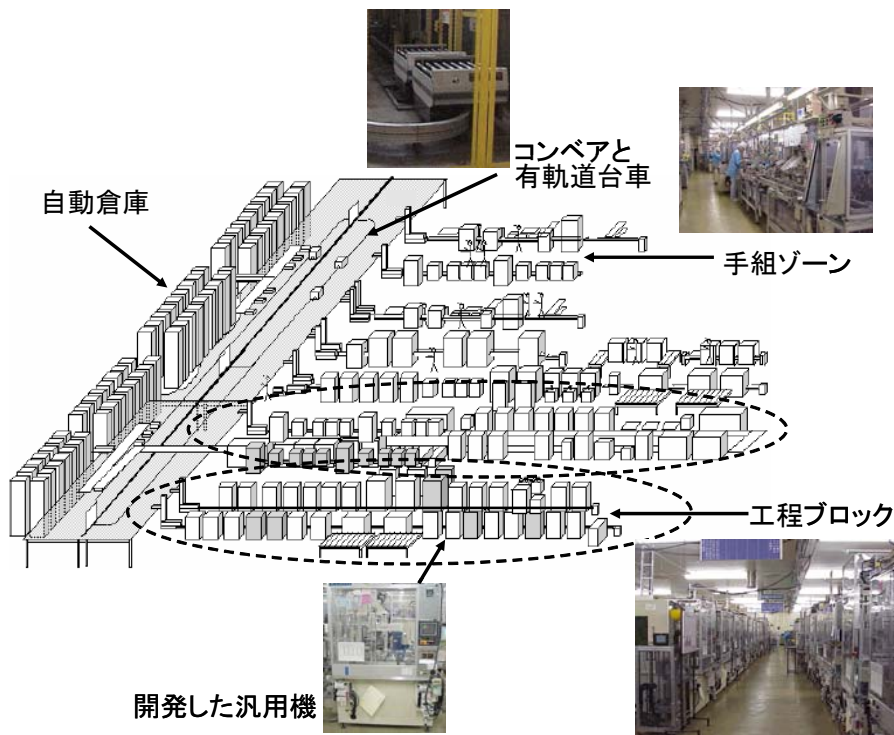 コンベアと
有軌道台車
自動倉庫
手組ゾーン
工程ブロック
開発した汎用機